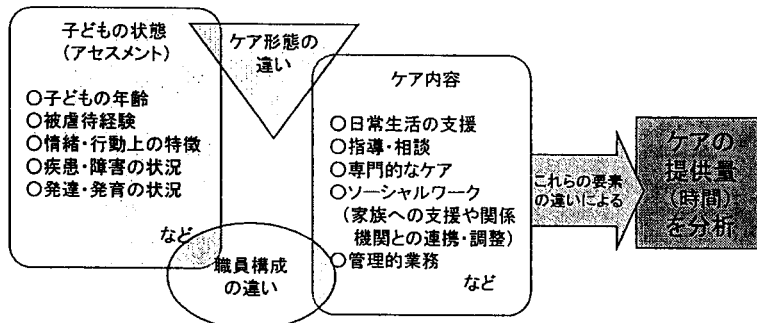 子どもの状態
(アセスメント)
○子どもの年齢
○被虐待経験
○情緒・行動上の特徴
○疾患・障害の状況
○発達・発育の状況
など
ケア形態の
違い
職員構成
の違い
ケア内容
○日常生活の支援
○指導・相談
○専門的なケア
○ソーシャルワーク
(家族への支援や関係
機関との連携・調整)
○管理的業務
など
これらの要素
の違いによる
ケアの
提供量
(時間)
を分析